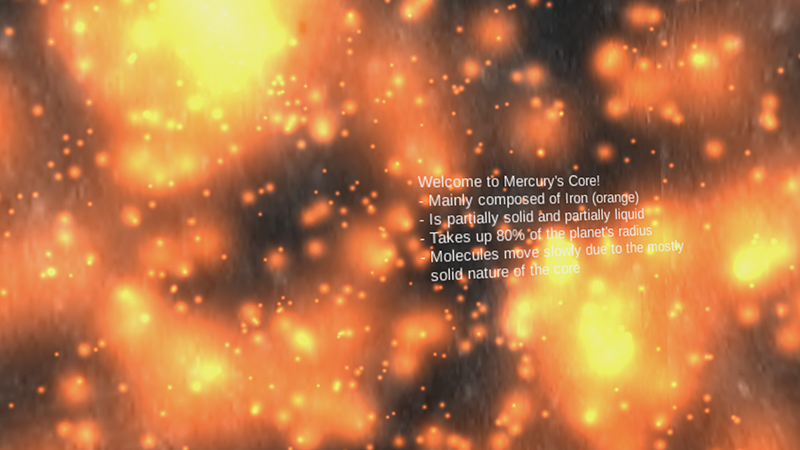 Welcome to Mercury's Core!
- Mainly composed of Iron (orange)
- Is partially solid and partially liquid
- Takes up 80% of the planet's radius
- Molecules move slowly due to the mostly
solid nature of the core